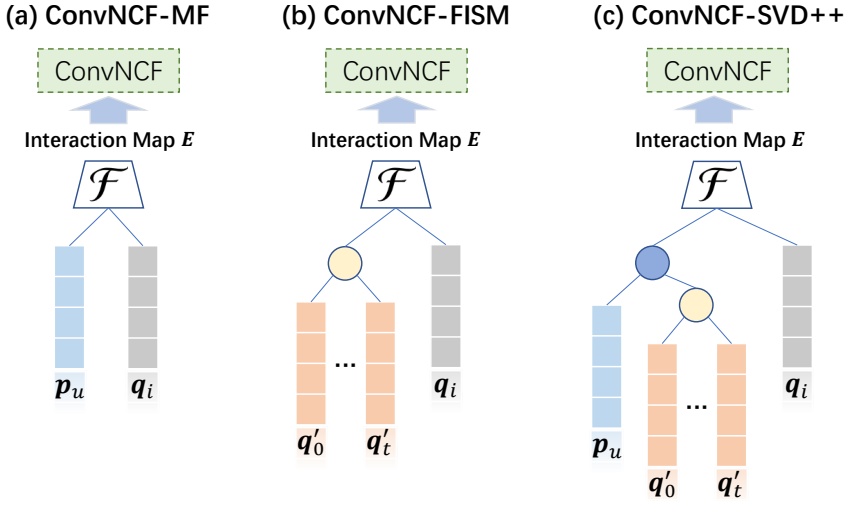 (a) ConvNCF-MF
ConvNCF
Interaction Map E
ℱ
p_u
q_i
(b) ConvNCF-FISM
ConvNCF
Interaction Map E
ℱ
...
q'_0
q'_t
q_i
(c) ConvNCF-SVD++
ConvNCF
Interaction Map E
ℱ
p_u
...
q'_0
q'_t
q_i